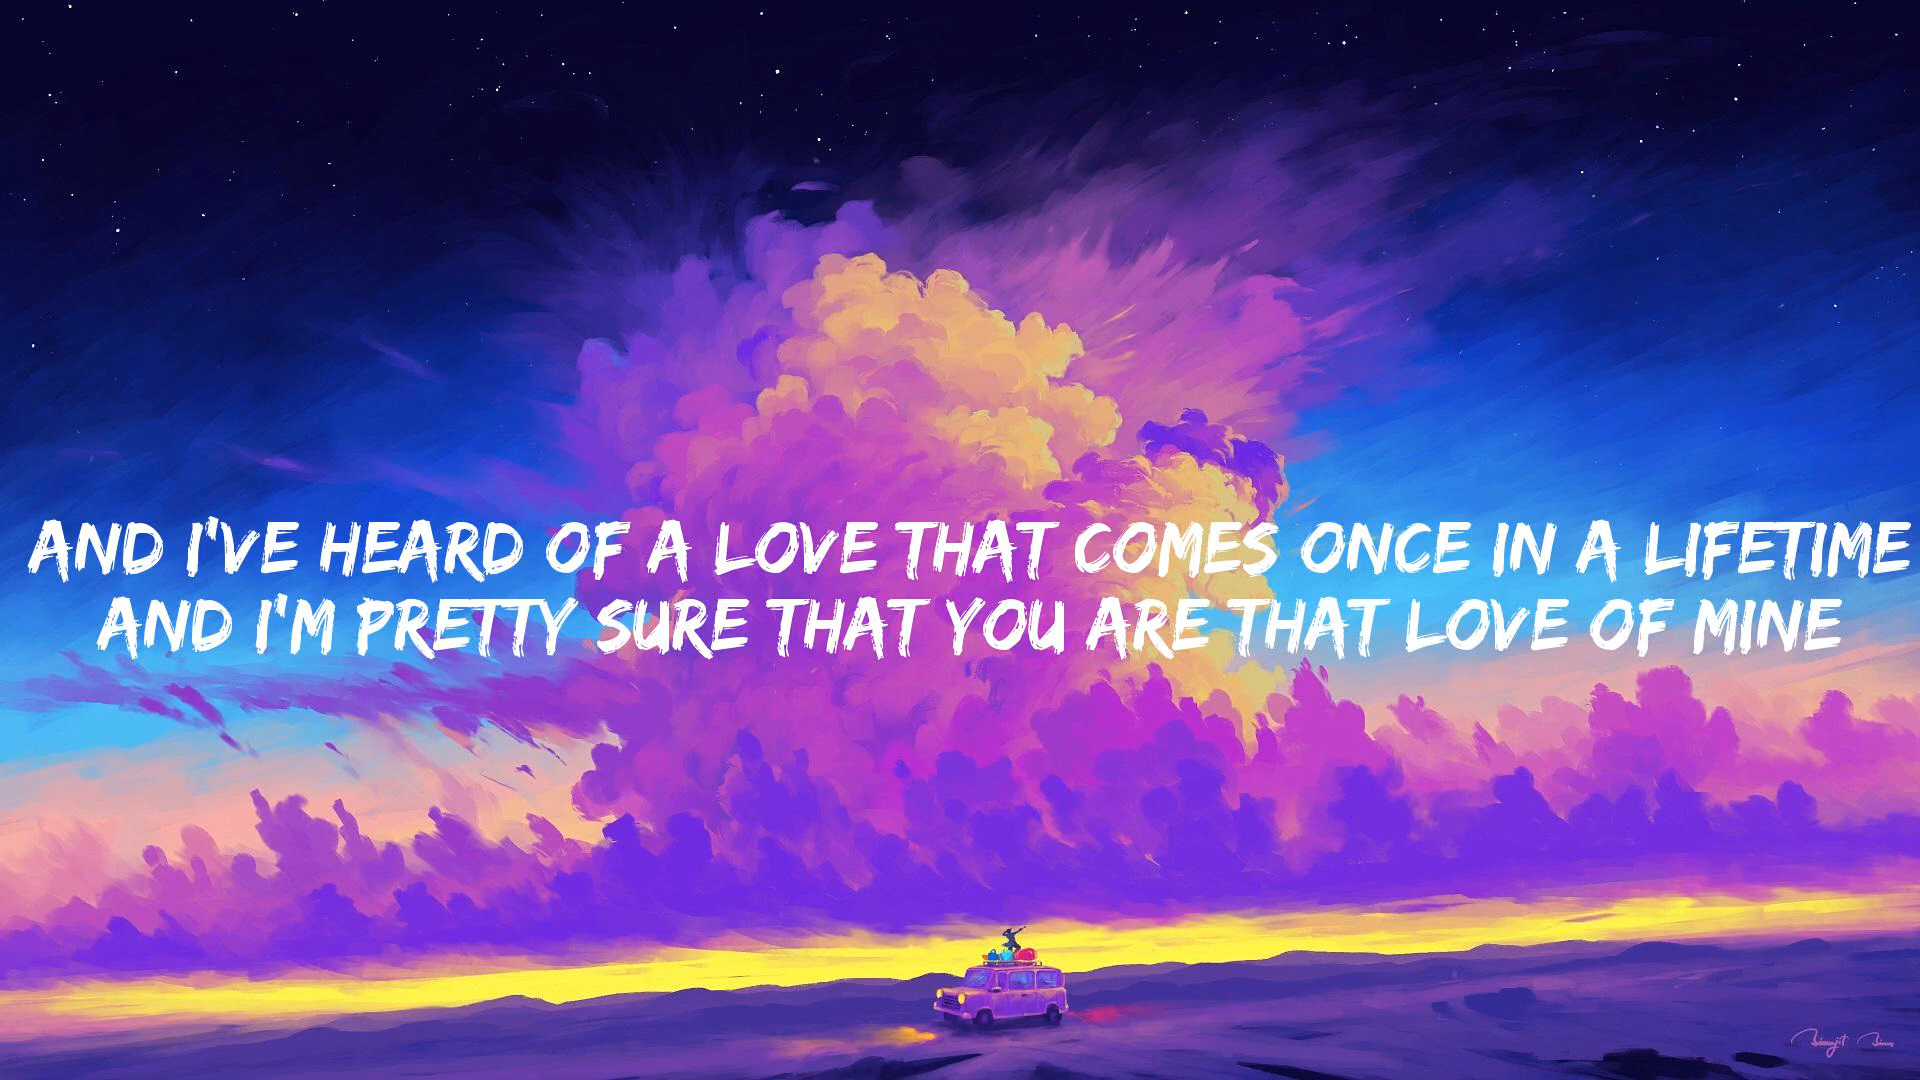 AND I'VE HEARD OF A LOVE THAT COMES ONCE IN A LIFETIME
AND I'M PRETTY SURE THAT YOU ARE THAT LOVE OF MINE